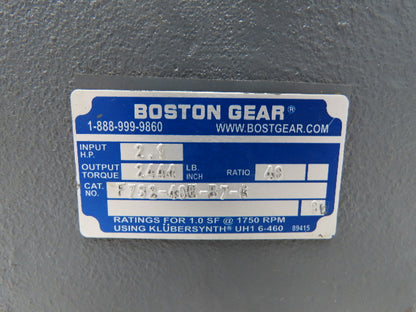 BOSTON GEAR®
1-888-999-9860 WWW.BOSTGEAR.COM
INPUT H.P. 2.1
OUTPUT TORQUE LB. INCH RATIO 40
CAT. NO.
RATINGS FOR 1.0 SF @ 1750 RPM
USING KLÜBERSYNTH® UH1 6-460 89415